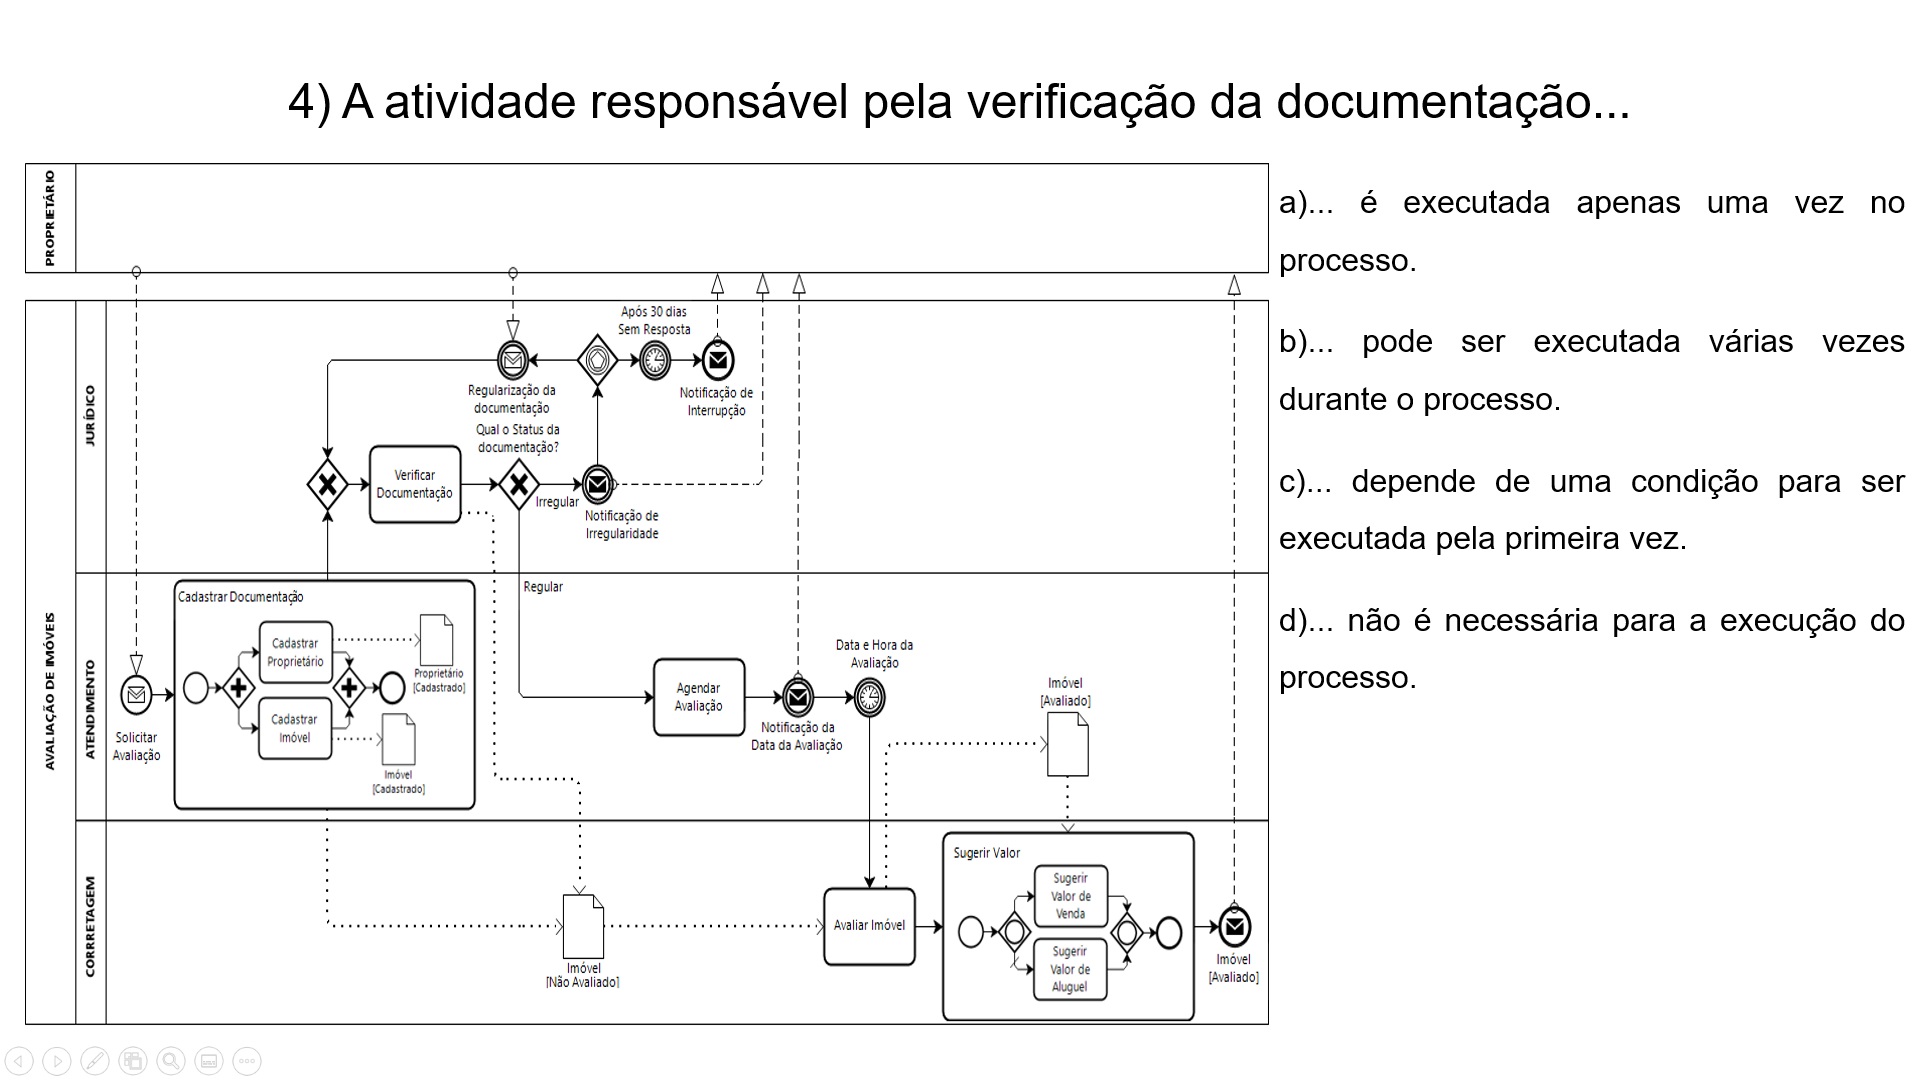 4) A atividade responsável pela verificação da documentação...
PROPRIETÁRIO
AVALIAÇÃO DE IMÓVEIS
JURÍDICO
Após 30 dias
Sem Resposta
Regularização da
documentação
Notificação de
Interrupção
Qual o Status da
documentação?
Verificar
Documentação
Irregular
Notificação de
Irregularidade
ATENDIMENTO
Regular
Cadastrar Documentação
Cadastrar
Proprietário
Proprietário
[Cadastrado]
Cadastrar
Imóvel
Imóvel
[Cadastrado]
Solicitar
Avaliação
Agendar
Avaliação
Notificação da
Data da Avaliação
Data e Hora da
Avaliação
Imóvel
[Avaliado]
CORRETAGEM
Imóvel
[Não Avaliado]
Avaliar Imóvel
Sugerir Valor
Sugerir
Valor de
Venda
Sugerir
Valor de
Aluguel
Imóvel
[Avaliado]
a)... é executada apenas uma vez no
processo.
b)... pode ser executada várias vezes
durante o processo.
c)... depende de uma condição para ser
executada pela primeira vez.
d)... não é necessária para a execução do
processo.